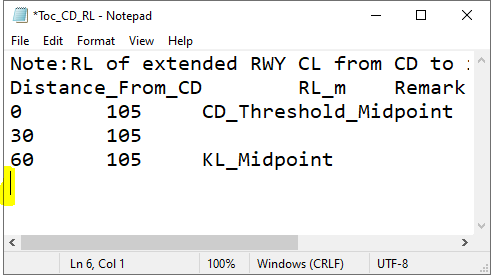 *Toc_CD_RL - Notepad
File Edit Format View Help
Note:RL of extended RWY CL from CD to
Distance_From_CD RL_m Remark
0 105 CD_Threshold_Midpoint
30 105
60 105 KL_Midpoint
Ln 6, Col 1 100% Windows (CRLF) UTF-8